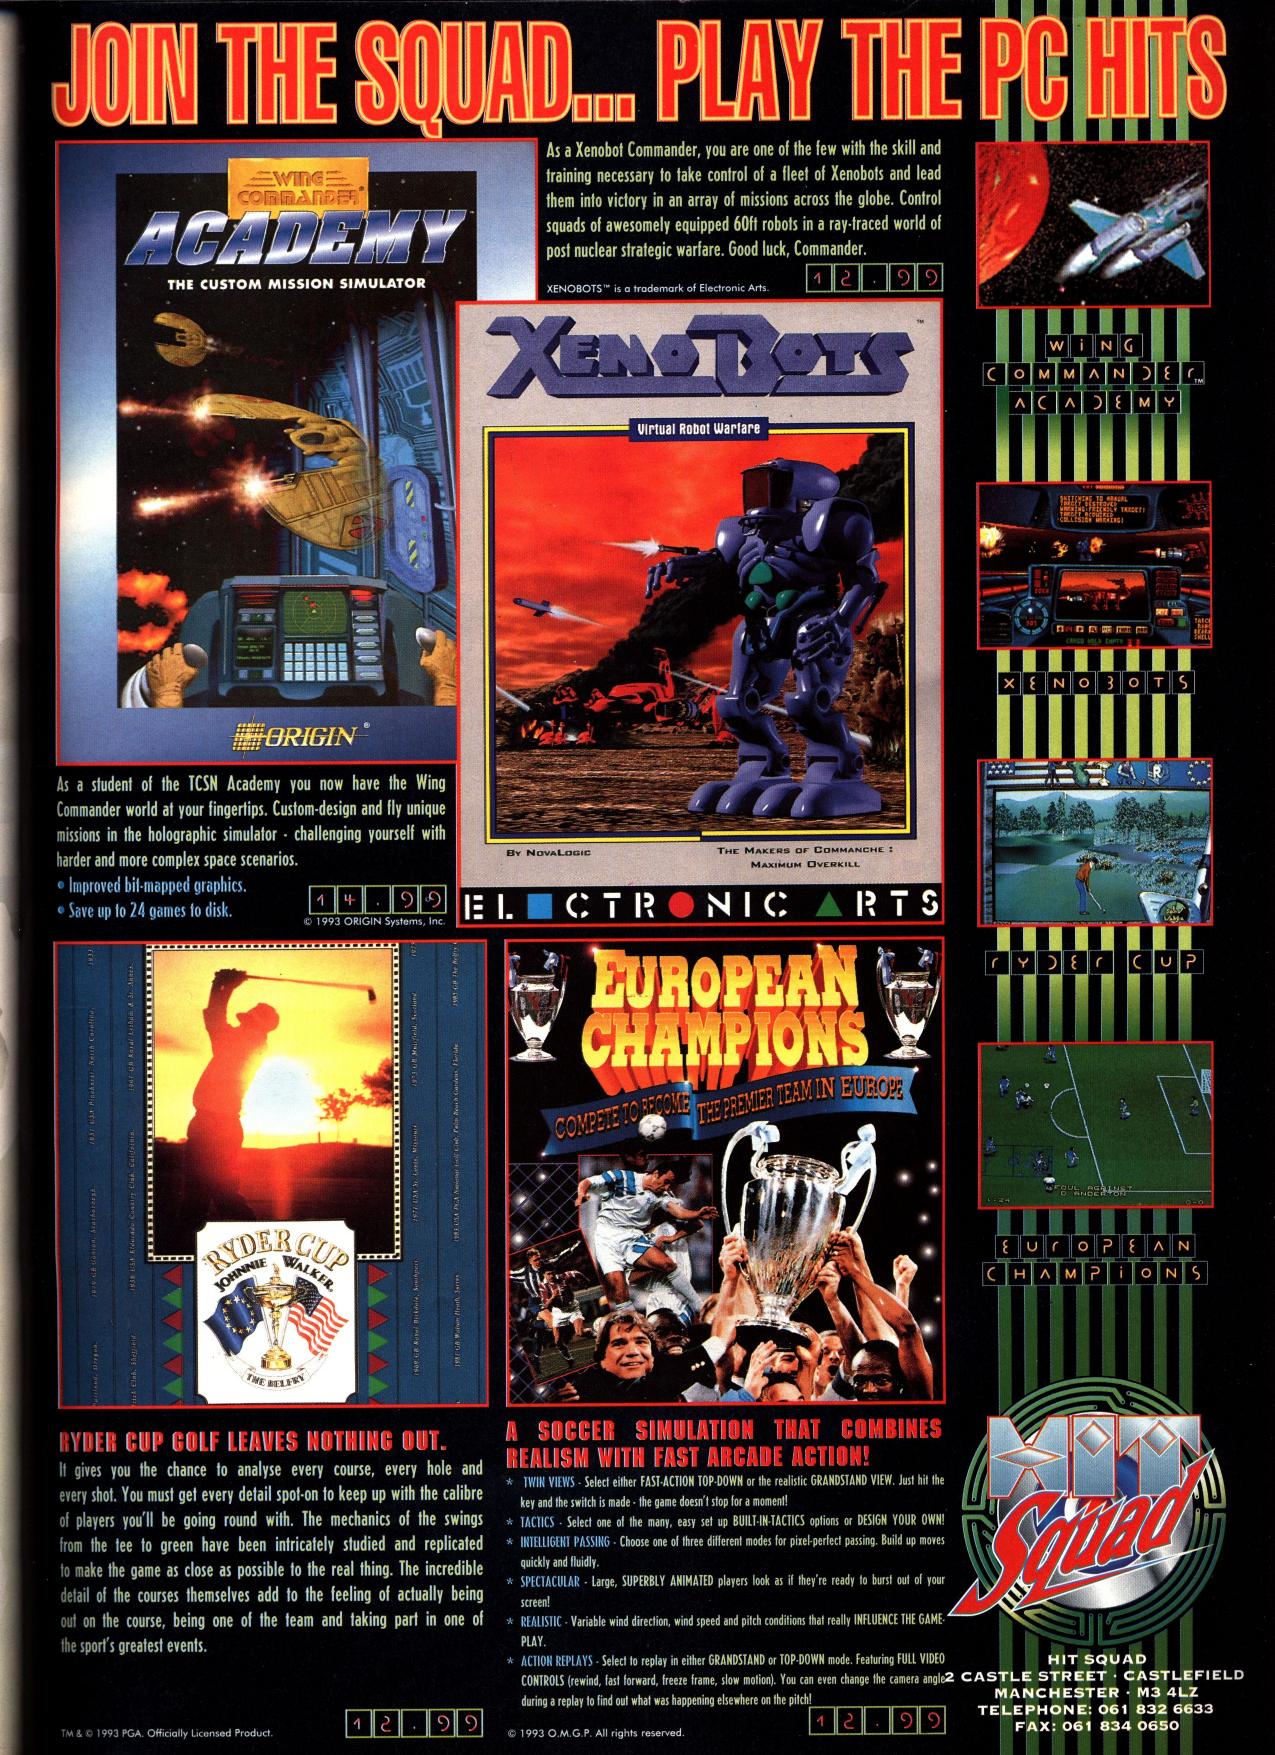 JOIN THE SQUAD... PLAY THE PC HITS
WING
COMMANDER
ACADEMY
THE CUSTOM MISSION SIMULATOR
ORIGIN®
As a Xenobot Commander, you are one of the few with the skill and
training necessary to take control of a fleet of Xenobots and lead
them into victory in an array of missions across the globe. Control
squads of awesomely equipped 60ft robots in a ray-traced world of
post nuclear strategic warfare. Good luck, Commander.
12.99
XENOBOTS™ is a trademark of Electronic Arts.
XENOBOTS™
Virtual Robot Warfare
BY NOVALOGIC
THE MAKERS OF COMMANCHE :
MAXIMUM OVERKILL
ELECTRONIC ARTS
As a student of the TCSN Academy you now have the Wing
Commander world at your fingertips. Custom-design and fly unique
missions in the holographic simulator - challenging yourself with
harder and more complex space scenarios.
• Improved bit-mapped graphics.
• Save up to 24 games to disk.
14.99
© 1993 ORIGIN Systems, Inc.
RYDER CUP
JOHNNIE WALKER
THE BELFRY
RYDER CUP GOLF LEAVES NOTHING OUT.
It gives you the chance to analyse every course, every hole and
every shot. You must get every detail spot-on to keep up with the calibre
of players you'll be going round with. The mechanics of the swings
from the tee to green have been intricately studied and replicated
to make the game as close as possible to the real thing. The incredible
detail of the courses themselves add to the feeling of actually being
out on the course, being one of the team and taking part in one of
the sport's greatest events.
TM & © 1993 PGA. Officially Licensed Product.
12.99
EUROPEAN
CHAMPIONS
COMPETE TO BECOME THE PREMIER TEAM IN EUROPE
A SOCCER SIMULATION THAT COMBINES
REALISM WITH FAST ARCADE ACTION!
* TWIN VIEWS - Select either FAST-ACTION TOP-DOWN or the realistic GRANDSTAND VIEW. Just hit the
key and the switch is made - the game doesn't stop for a moment!
* TACTICS - Select one of the many, easy set up BUILT-IN-TACTICS options or DESIGN YOUR OWN!
* INTELLIGENT PASSING - Choose one of three different modes for pixel-perfect passing. Build up moves
quickly and fluidly.
* SPECTACULAR - Large, SUPERBLY ANIMATED players look as if they're ready to burst out of your
screen!
* REALISTIC - Variable wind direction, wind speed and pitch conditions that really INFLUENCE THE GAME-
PLAY.
* ACTION REPLAYS - Select to replay in either GRANDSTAND or TOP-DOWN mode. Featuring FULL VIDEO
CONTROLS (rewind, fast forward, freeze frame, slow motion). You can even change the camera angle
during a replay to find out what was happening elsewhere on the pitch!
© 1993 O.M.G.P. All rights reserved.
12.99
WING
COMMANDER™
ACADEMY
SWITCHING TO MANUAL
TARGET DESTROYED
WARNING:FRIENDLY TARGET!
TARGET ACQUIRED
COLLISION WARNING!
CARGO HOLD EMPTY
XENOBOTS
RYDER CUP
FOUL AGAINST
D ANDERTON
EUROPEAN
CHAMPIONS
HIT
Squad
HIT SQUAD
2 CASTLE STREET · CASTLEFIELD
MANCHESTER · M3 4LZ
TELEPHONE: 061 832 6633
FAX: 061 834 0650